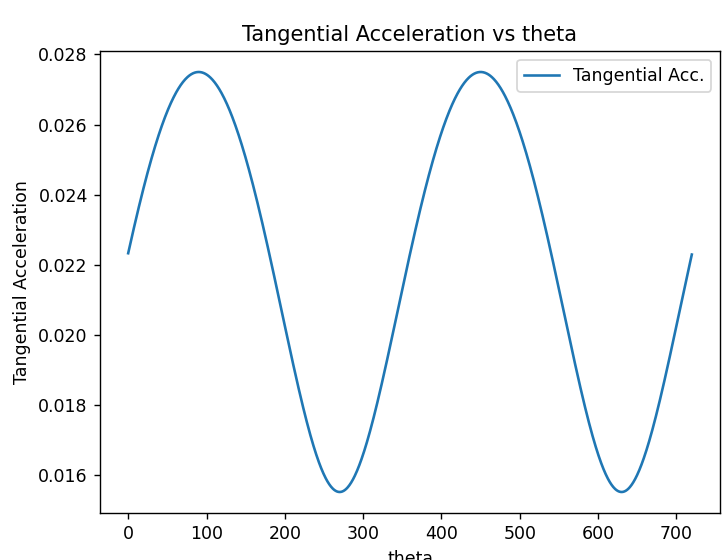 Tangential Acceleration vs theta
Tangential Acc.
Tangential Acceleration
0.028
0.026
0.024
0.022
0.020
0.018
0.016
0 100 200 300 400 500 600 700
theta